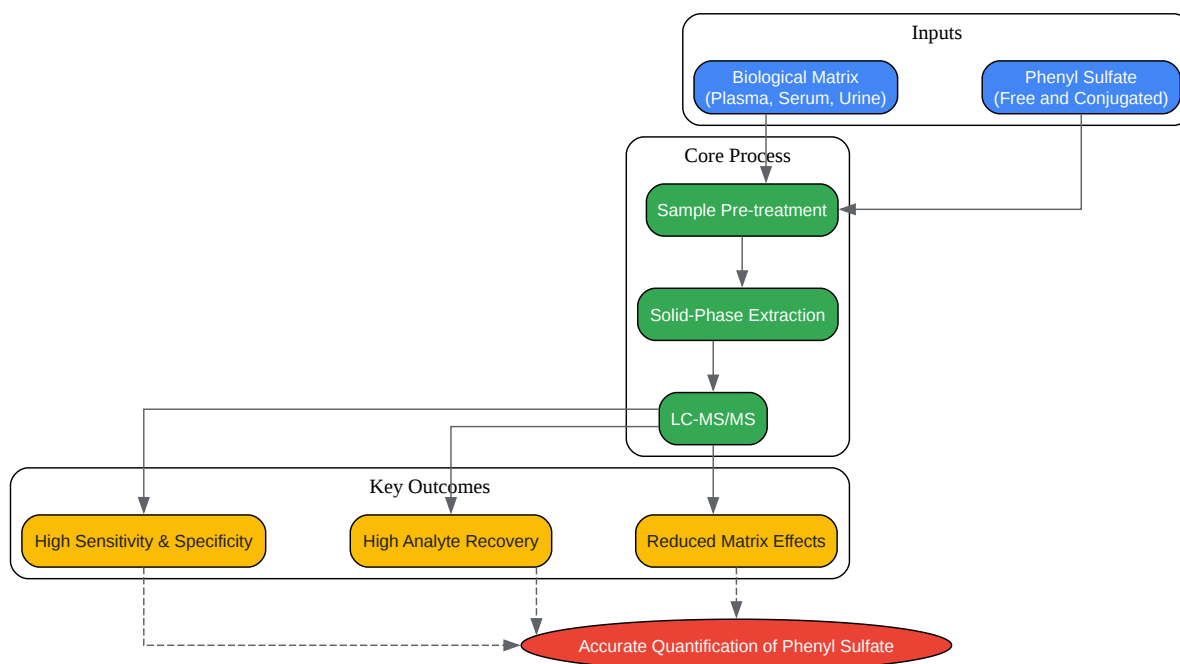 Inputs
Biological Matrix
(Plasma, Serum, Urine)
Phenyl Sulfate
(Free and Conjugated)
Core Process
Sample Pre-treatment
Solid-Phase Extraction
LC-MS/MS
Key Outcomes
High Sensitivity & Specificity
High Analyte Recovery
Reduced Matrix Effects
Accurate Quantification of Phenyl Sulfate